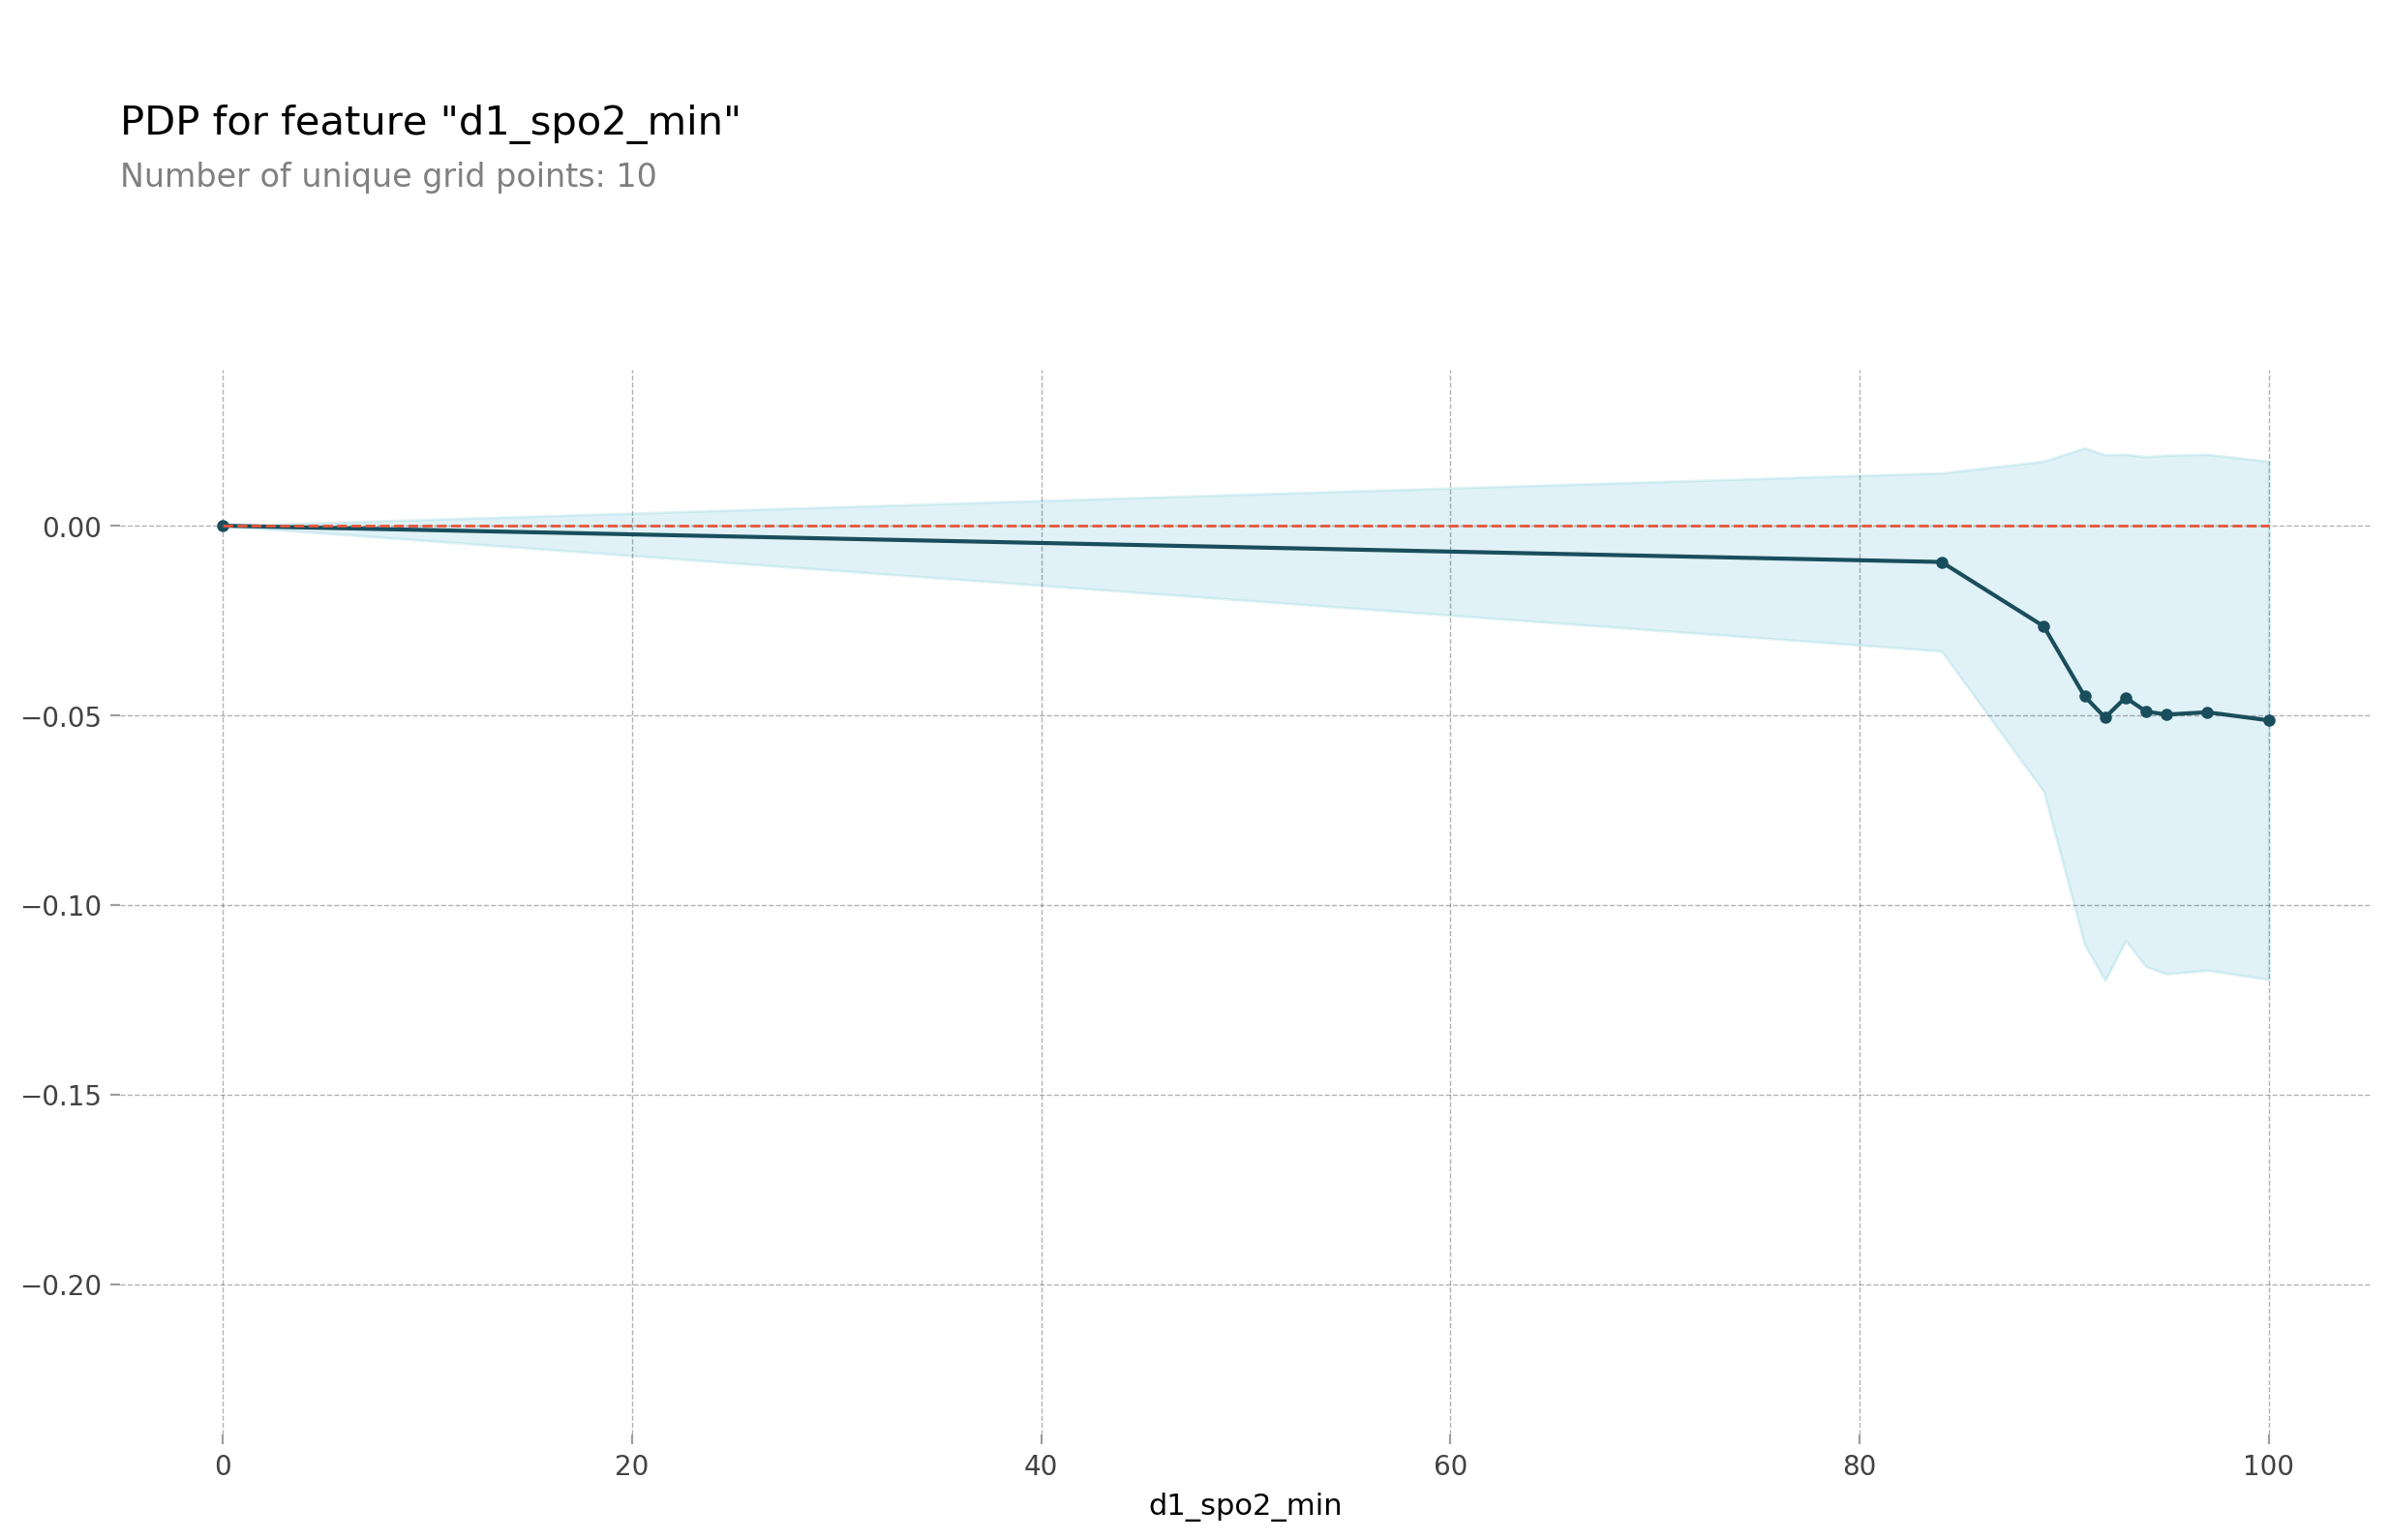 PDP for feature "d1_spo2_min"
Number of unique grid points: 10
0.00
−0.05
−0.10
−0.15
−0.20
0 20 40 60 80 100
d1_spo2_min